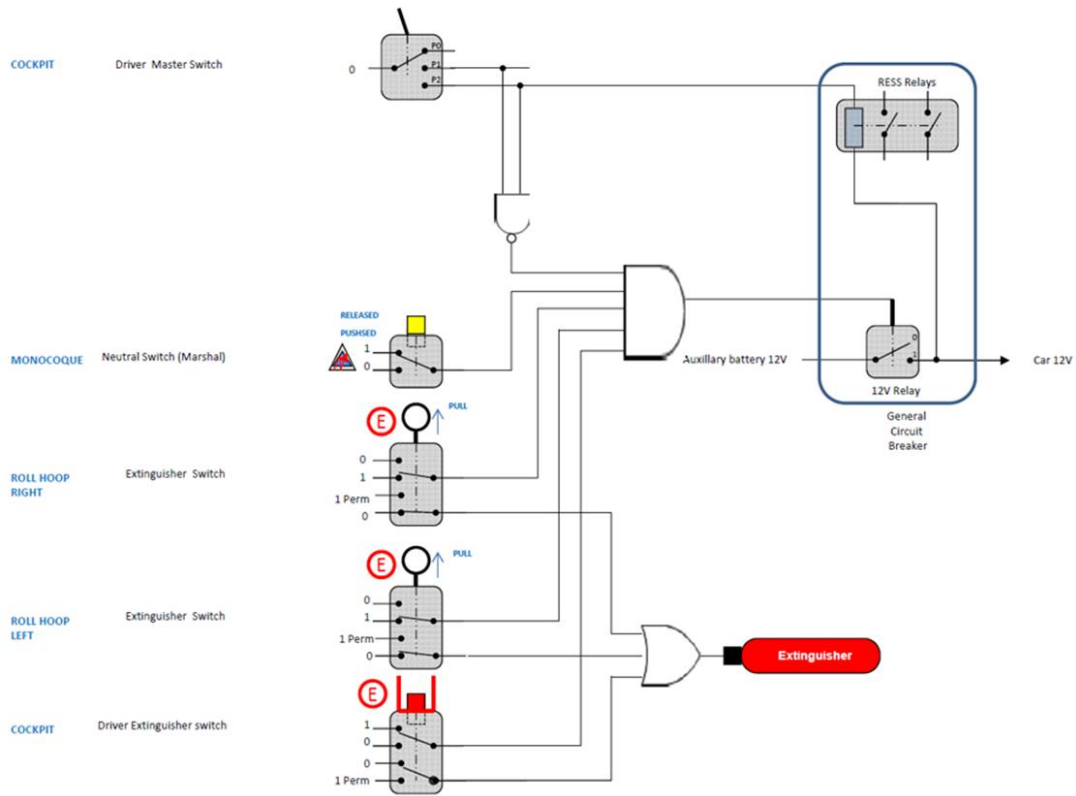 COCKPIT
Driver Master Switch
0
P0
P1
P2
RESS Relays
RELEASED
PUSHSED
1
0
MONOCOQUE
Neutral Switch (Marshal)
Auxillary battery 12V
0
1
Car 12V
12V Relay
General
Circuit
Breaker
E
PULL
0
1
1 Perm
0
ROLL HOOP
RIGHT
Extinguisher Switch
E
PULL
0
1
1 Perm
0
ROLL HOOP
LEFT
Extinguisher Switch
Extinguisher
E
COCKPIT
Driver Extinguisher switch
1
0
0
1 Perm